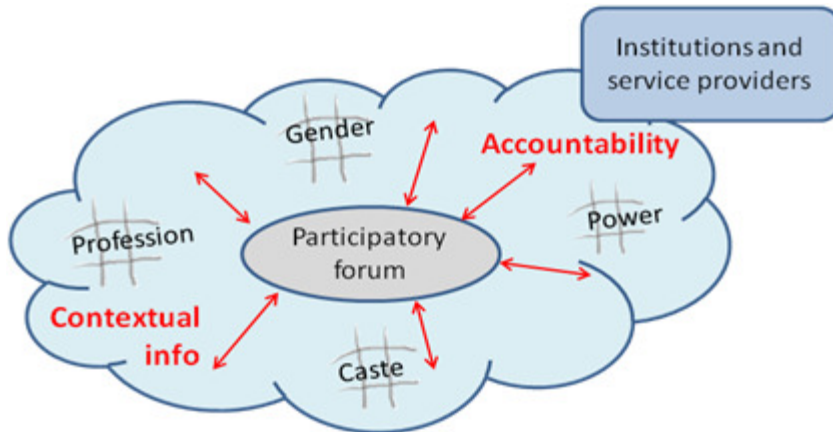 Institutions and
service providers
Gender
Accountability
Profession
Power
Participatory
forum
Contextual
info
Caste